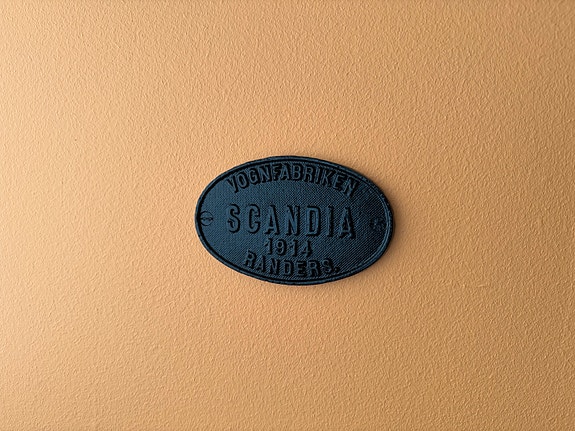 VOGNFABRIKEN
SCANDIA
1914
RANDERS.